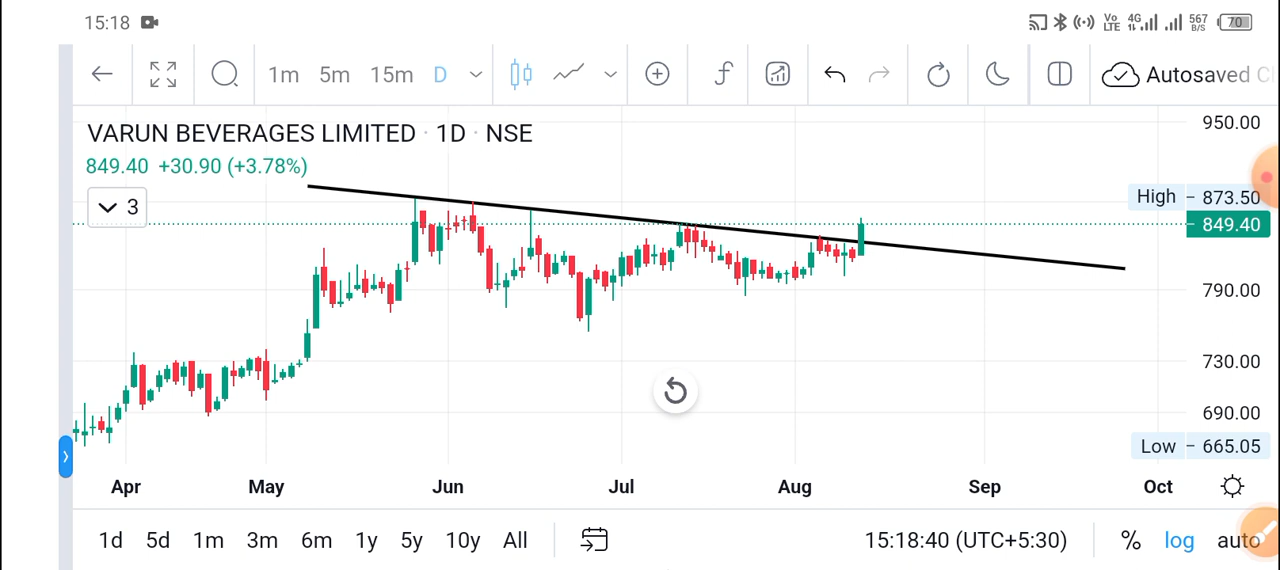 15:18 Vo LTE 4G 567 B/S 70
1m 5m 15m D Autosaved C
VARUN BEVERAGES LIMITED · 1D · NSE
849.40 +30.90 (+3.78%)
3
950.00
High 873.50
849.40
790.00
730.00
690.00
Low 665.05
Apr May Jun Jul Aug Sep Oct
1d 5d 1m 3m 6m 1y 5y 10y All 15:18:40 (UTC+5:30) % log auto